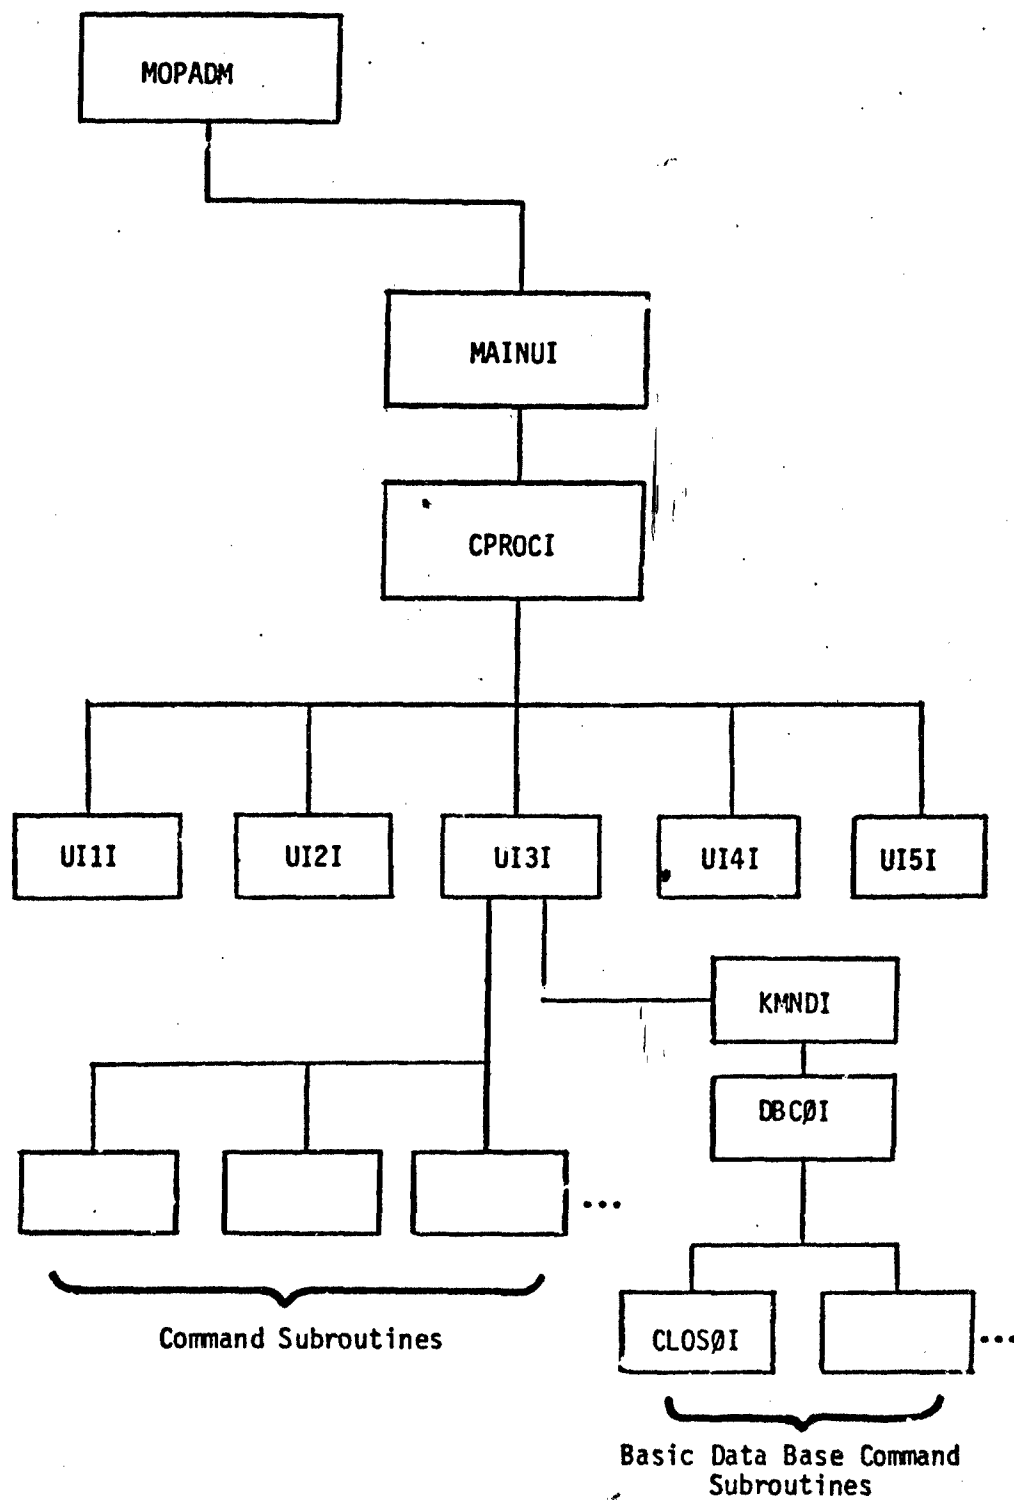 MOPADM
MAINUI
CPROCI
UI1I
UI2I
UI3I
UI4I
UI5I
KMNDI
DBCØI
...
Command Subroutines
CLOSØI
...
Basic Data Base Command
Subroutines